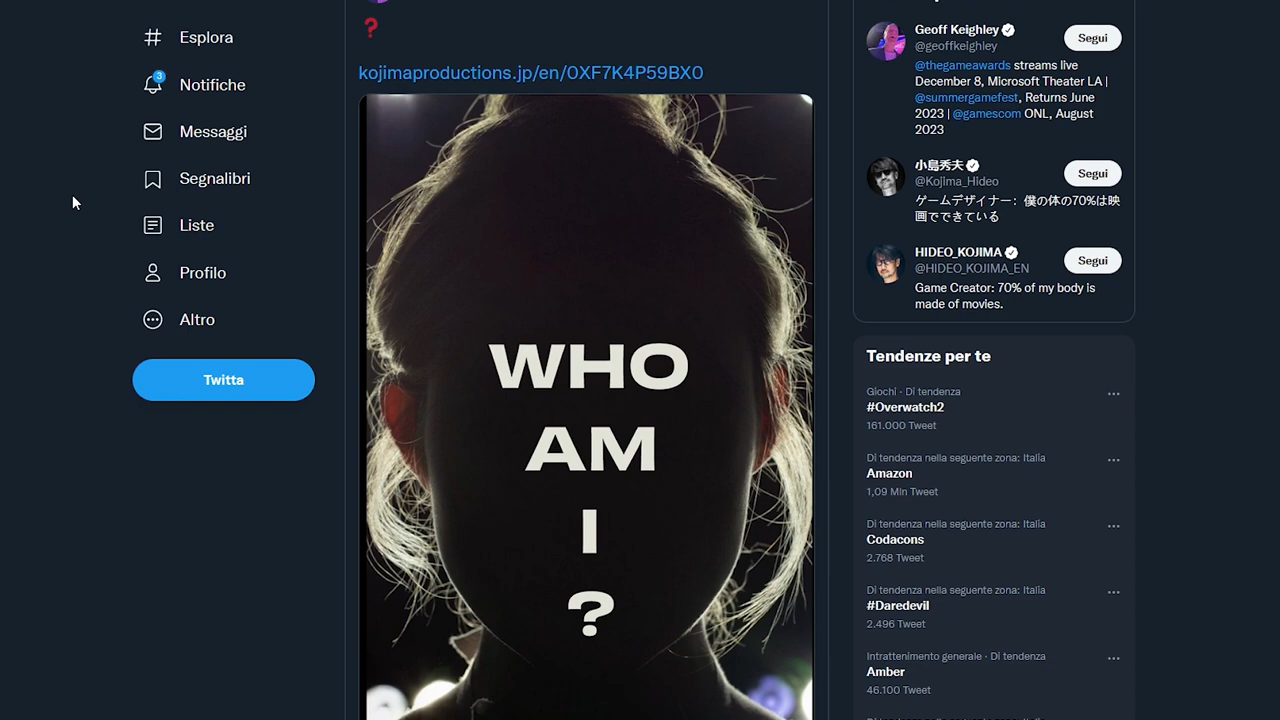 Esplora
3
Notifiche
Messaggi
Segnalibri
Liste
Profilo
Altro
Twitta
❓
kojimaproductions.jp/en/0XF7K4P59BX0
WHO
AM
I
?
Geoff Keighley
@geoffkeighley
Segui
@thegameawards streams live
December 8, Microsoft Theater LA |
@summergamefest, Returns June
2023 | @gamescom ONL, August
2023
小島秀夫
@Kojima_Hideo
Segui
ゲームデザイナー：僕の体の70%は映
画でできている
HIDEO_KOJIMA
@HIDEO_KOJIMA_EN
Segui
Game Creator: 70% of my body is
made of movies.
Tendenze per te
Giochi · Di tendenza
#Overwatch2
161.000 Tweet
Di tendenza nella seguente zona: Italia
Amazon
1,09 Mln Tweet
Di tendenza nella seguente zona: Italia
Codacons
2.768 Tweet
Di tendenza nella seguente zona: Italia
#Daredevil
2.496 Tweet
Intrattenimento generale · Di tendenza
Amber
46.100 Tweet